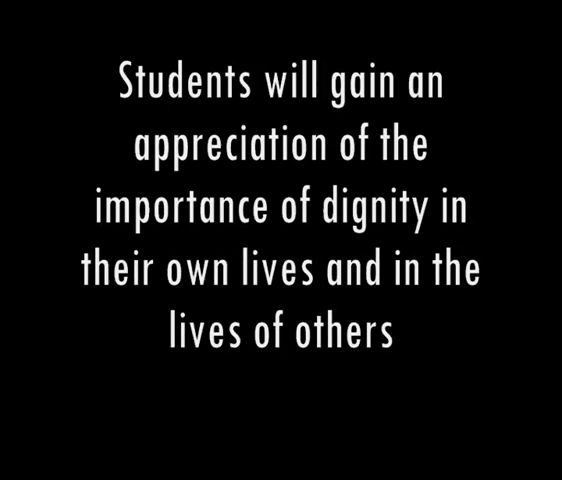 Students will gain an
appreciation of the
importance of dignity in
their own lives and in the
lives of others